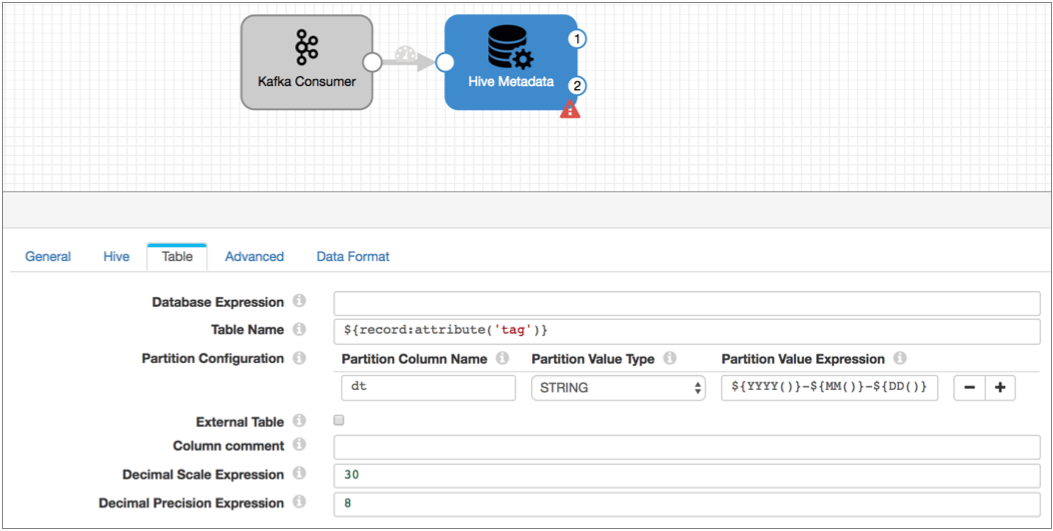 1
Kafka Consumer
Hive Metadata
2
General Hive Table Advanced Data Format
Database Expression
Table Name ${record:attribute('tag')}
Partition Configuration Partition Column Name Partition Value Type Partition Value Expression
dt STRING ${YYYY()}-${MM()}-${DD()}
External Table
Column comment
Decimal Scale Expression 30
Decimal Precision Expression 8